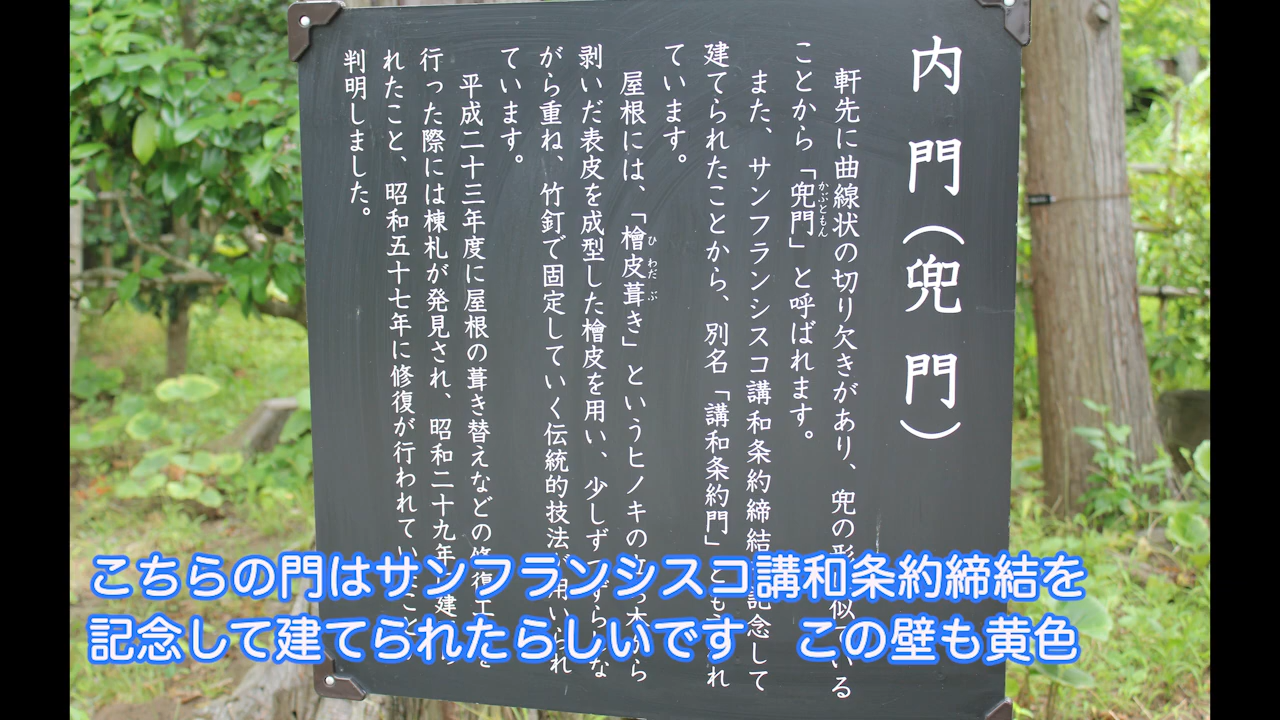 内門（兜門）
軒先に曲線状の切り欠きがあり、兜の形に似ている
ことから「兜門」と呼ばれます。
かぶともん
また、サンフランシスコ講和条約締結を記念して
建てられたことから、別名「講和条約門」とも
ています。
屋根には、「檜皮葺き」というヒノキの立ち木から
ひわだぶ
剥いだ表皮を成型した檜皮を用い、少しずつずらしな
がら重ね、竹釘で固定していく伝統的技法が用いられ
ています。
平成二十三年度に屋根の葺き替えなどの修復工事を
行った際には棟札が発見され、昭和二十九年に建
れたこと、昭和五十七年に修復が行われていたこと
判明しました。
こちらの門はサンフランシスコ講和条約締結を
記念して建てられたらしいです　この壁も黄色